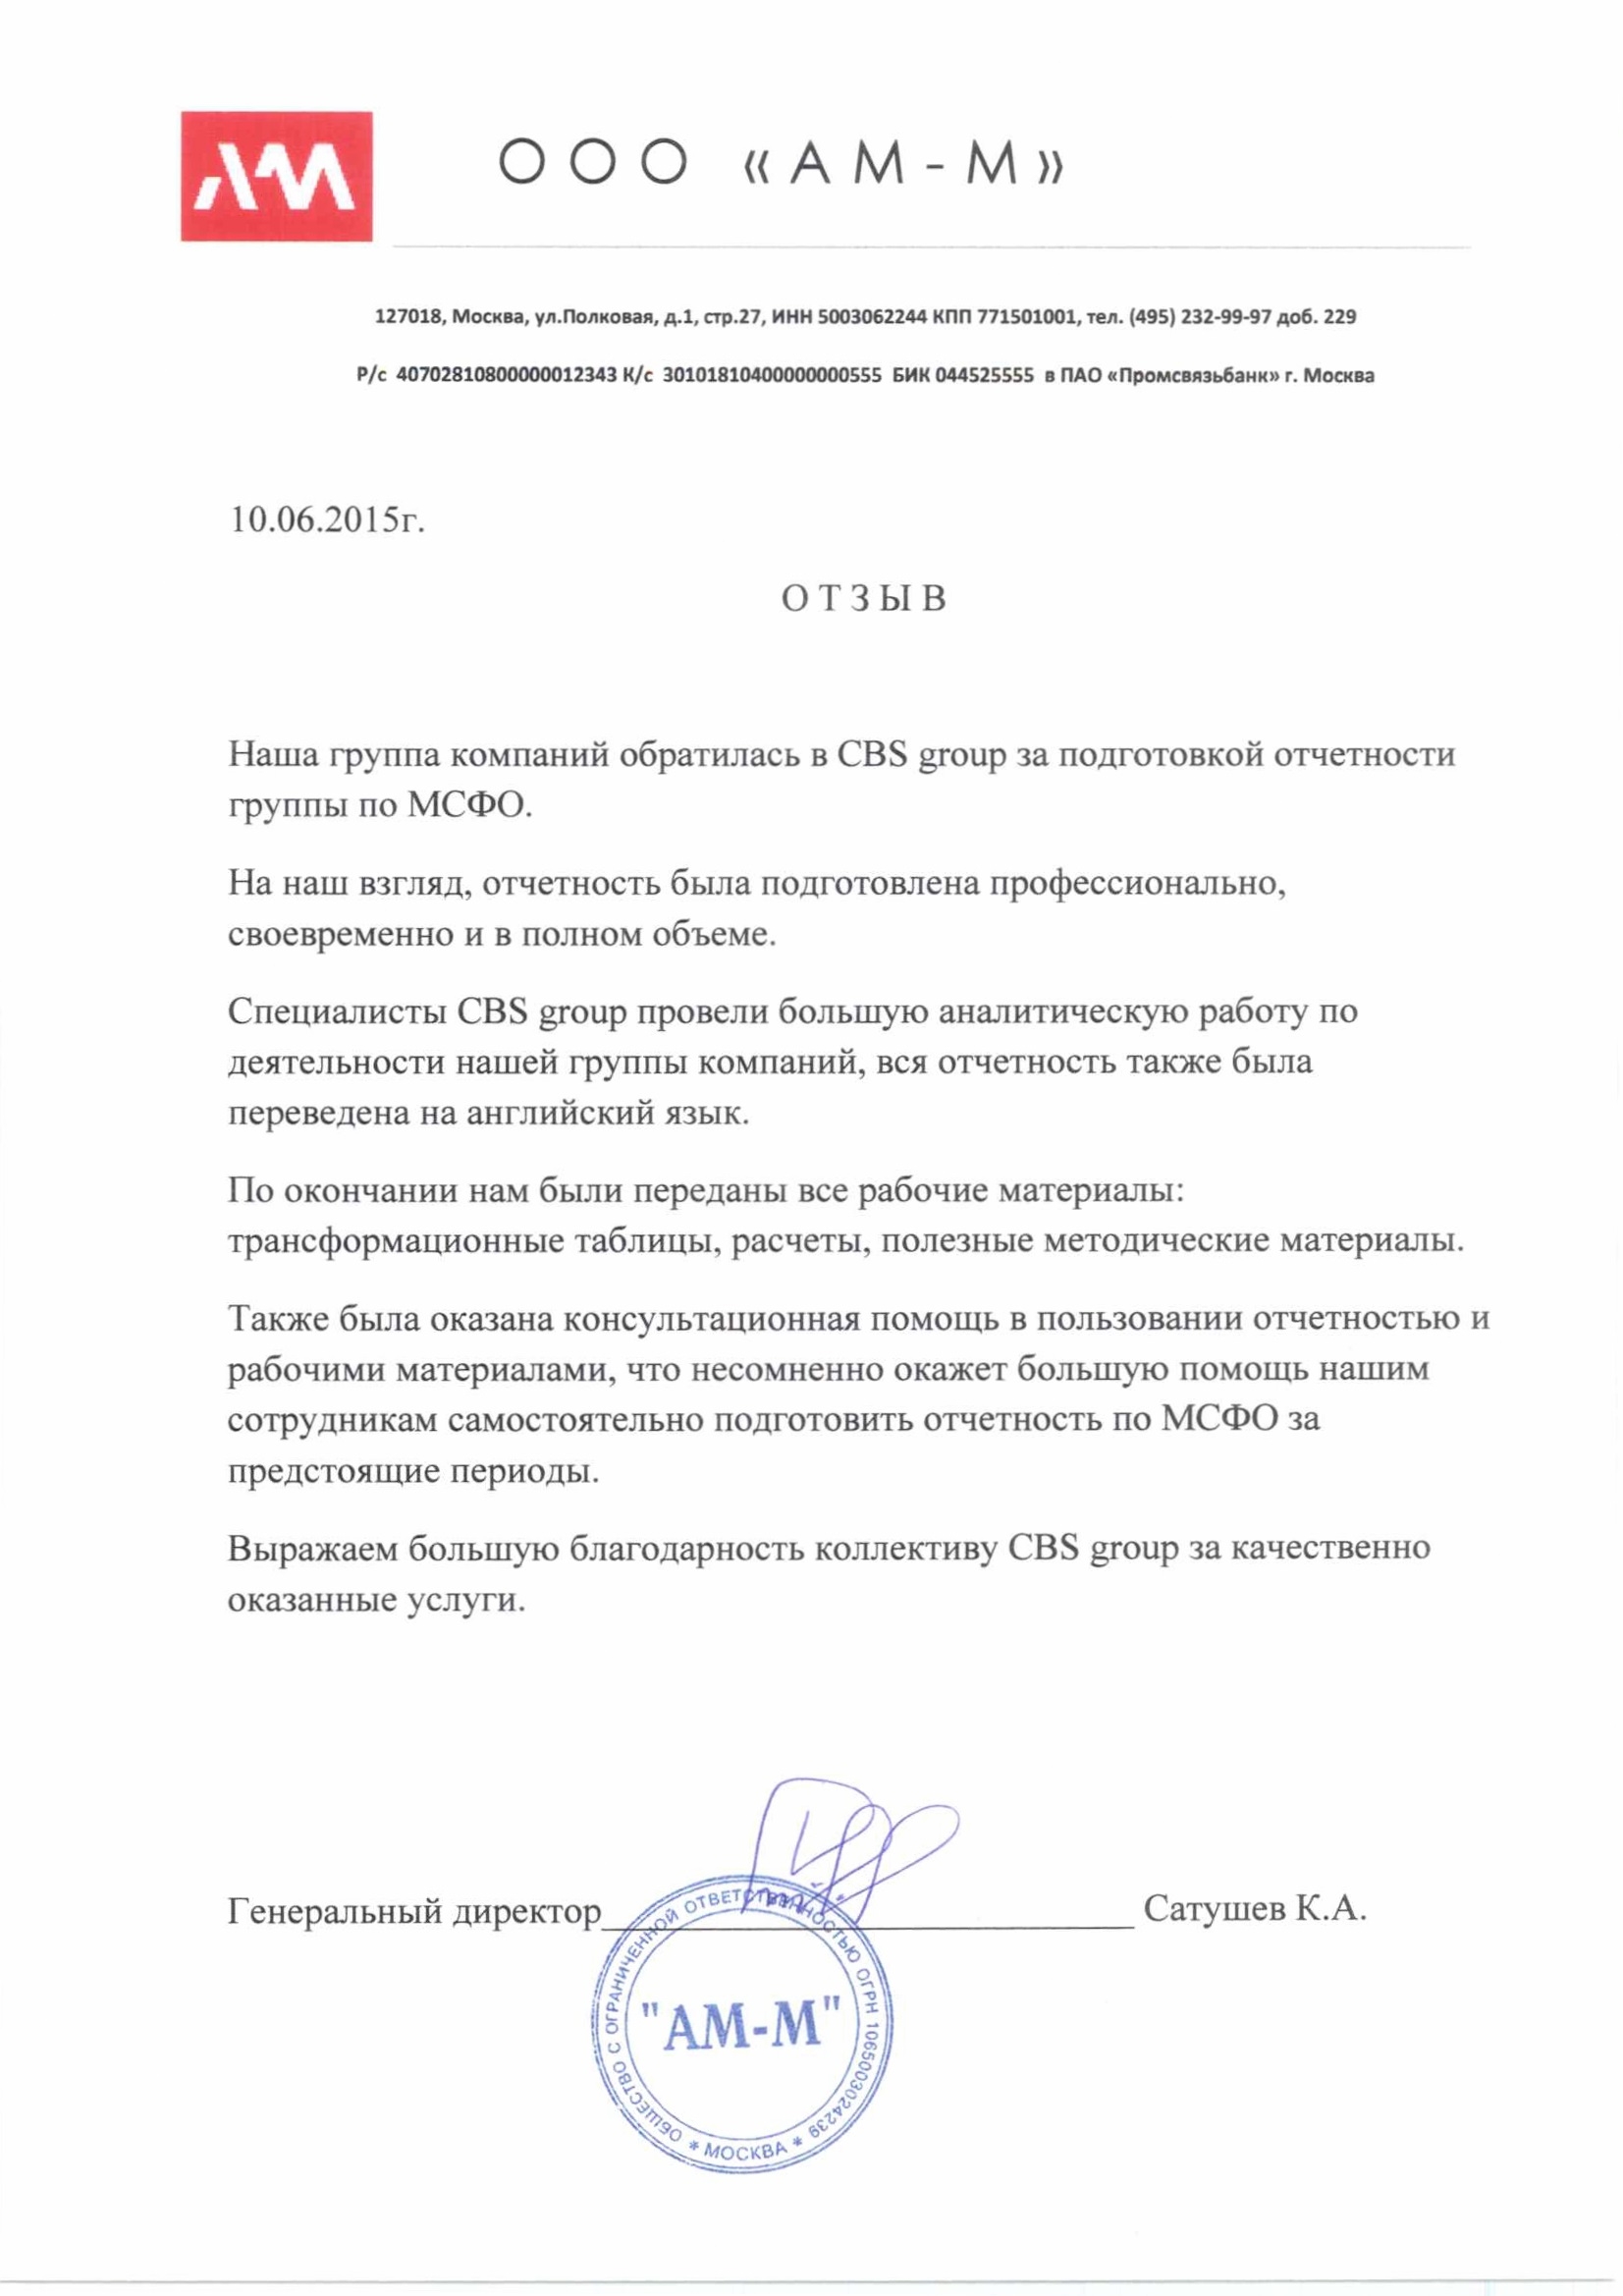 ЛМ
ООО «АМ-М»
127018, Москва, ул.Полковая, д.1, стр.27, ИНН 5003062244 КПП 771501001, тел. (495) 232-99-97 доб. 229
Р/с 40702810800000012343 К/с 30101810400000000555 БИК 044525555 в ПАО «Промсвязьбанк» г. Москва
10.06.2015г.
ОТЗЫВ
Наша группа компаний обратилась в CBS group за подготовкой отчетности
группы по МСФО.
На наш взгляд, отчетность была подготовлена профессионально,
своевременно и в полном объеме.
Специалисты CBS group провели большую аналитическую работу по
деятельности нашей группы компаний, вся отчетность также была
переведена на английский язык.
По окончании нам были переданы все рабочие материалы:
трансформационные таблицы, расчеты, полезные методические материалы.
Также была оказана консультационная помощь в пользовании отчетностью и
рабочими материалами, что несомненно окажет большую помощь нашим
сотрудникам самостоятельно подготовить отчетность по МСФО за
предстоящие периоды.
Выражаем большую благодарность коллективу CBS group за качественно
оказанные услуги.
Генеральный директор Сатушев К.А.
ОБЩЕСТВО С ОГРАНИЧЕННОЙ ОТВЕТСТВЕННОСТЬЮ ОГРН 1065003024239
"АМ-М"
* МОСКВА *